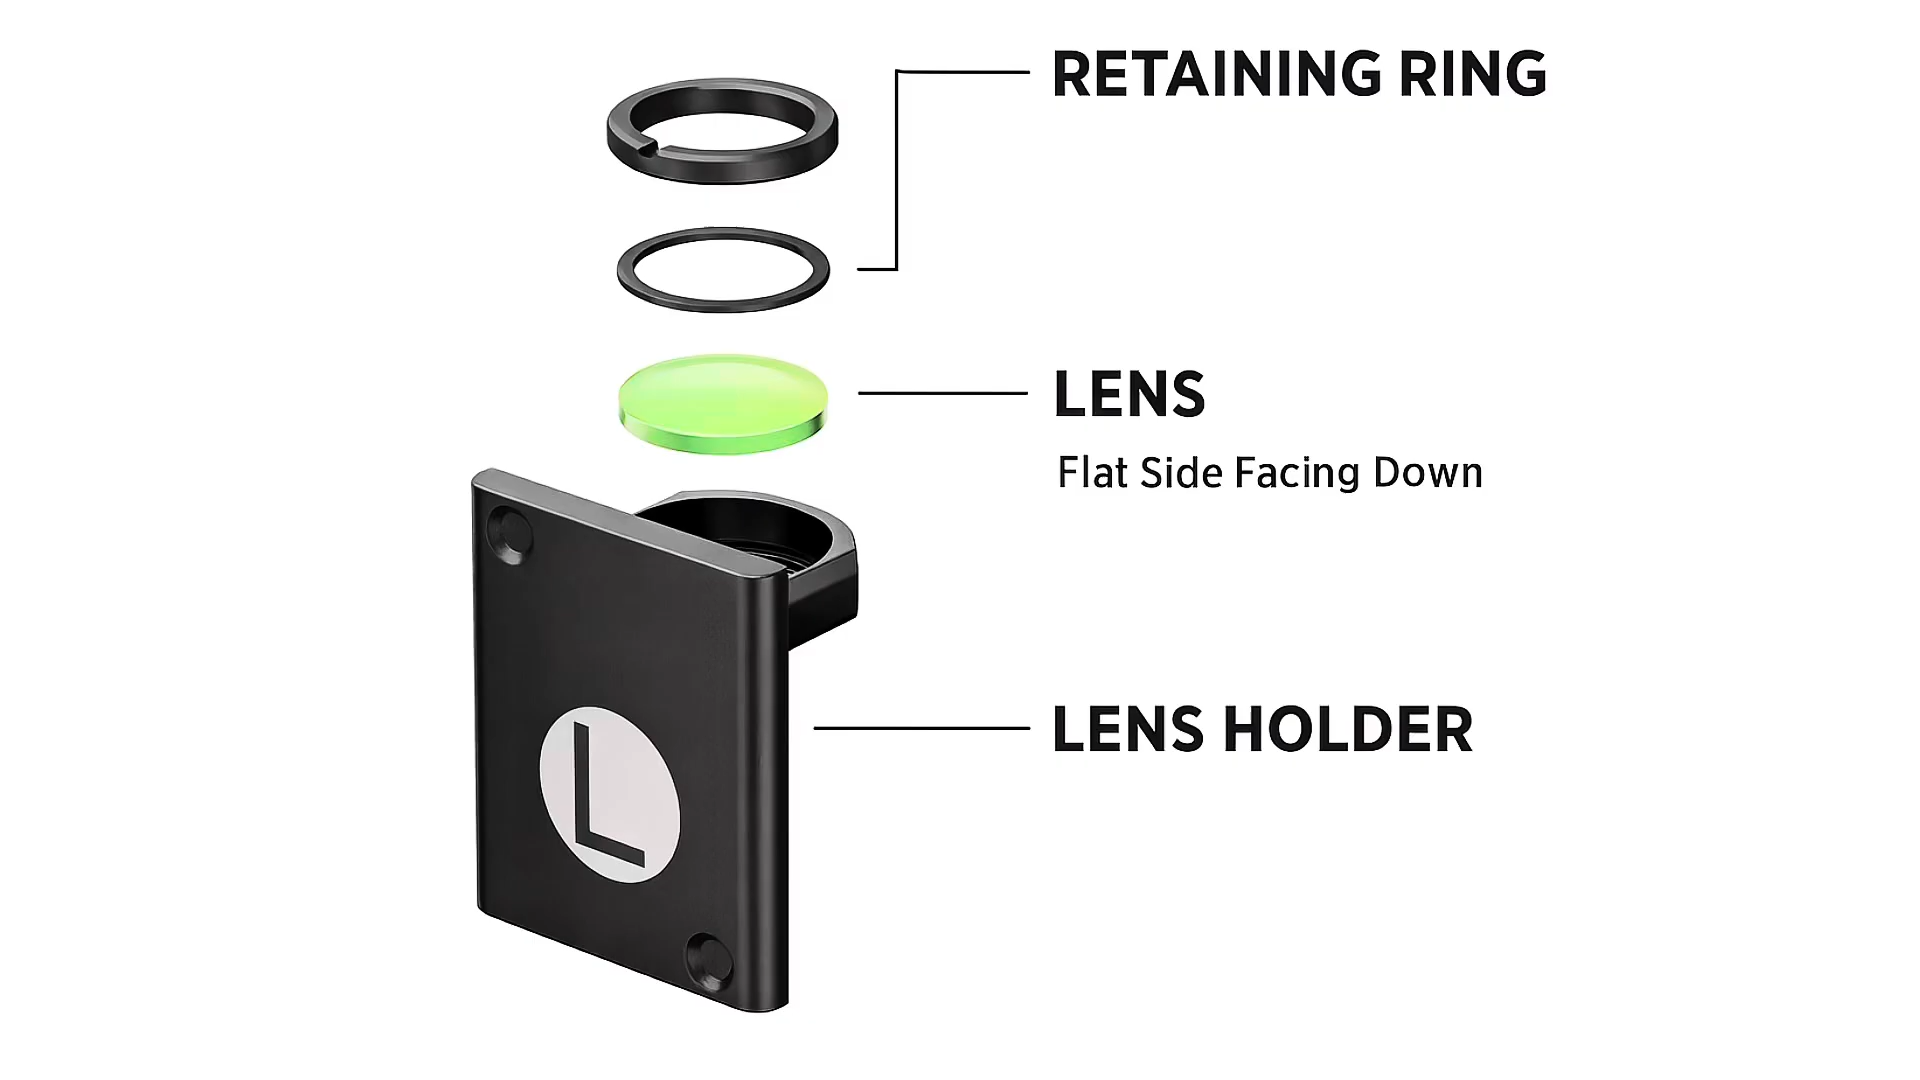 RETAINING RING
LENS
Flat Side Facing Down
L
LENS HOLDER